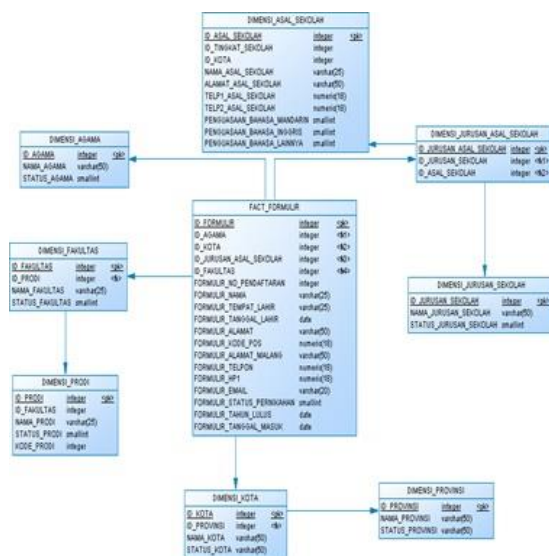 DIMENSI_ASAL_SEKOLAH
ID_ASAL_SEKOLAH integer <pk>
ID_TINGKAT_SEKOLAH integer
ID_KOTA integer
NAMA_ASAL_SEKOLAH varchar(25)
ALAMAT_ASAL_SEKOLAH varchar(50)
TELP1_ASAL_SEKOLAH numeric(18)
TELP2_ASAL_SEKOLAH numeric(18)
PENGUASAAN_BAHASA_MANDARIN smallint
PENGUASAAN_BAHASA_INGGRIS smallint
PENGUASAAN_BAHASA_LAINNYA smallint
DIMENSI_AGAMA
ID_AGAMA integer <pk>
NAMA_AGAMA varchar(50)
STATUS_AGAMA smallint
DIMENSI_JURUSAN_ASAL_SEKOLAH
ID_JURUSAN_ASAL_SEKOLAH integer <pk>
ID_JURUSAN_SEKOLAH integer <fk1>
ID_ASAL_SEKOLAH integer <fk2>
FACT_FORMULIR
ID_FORMULIR integer <pk>
ID_AGAMA integer <fk1>
ID_KOTA integer <fk2>
ID_JURUSAN_ASAL_SEKOLAH integer <fk3>
ID_FAKULTAS integer <fk4>
FORMULIR_NO_PENDAFTARAN integer
FORMULIR_NAMA varchar(25)
FORMULIR_TEMPAT_LAHIR varchar(25)
FORMULIR_TANGGAL_LAHIR date
FORMULIR_ALAMAT varchar(50)
FORMULIR_KODE_POS numeric(18)
FORMULIR_ALAMAT_MALANG varchar(50)
FORMULIR_TELPON numeric(18)
FORMULIR_HP1 numeric(18)
FORMULIR_EMAIL varchar(20)
FORMULIR_STATUS_PERNIKAHAN smallint
FORMULIR_TAHUN_LULUS date
FORMULIR_TANGGAL_MASUK date
DIMENSI_FAKULTAS
ID_FAKULTAS integer <pk>
ID_PRODI integer <fk>
NAMA_FAKULTAS varchar(25)
STATUS_FAKULTAS smallint
DIMENSI_JURUSAN_SEKOLAH
ID_JURUSAN_SEKOLAH integer <pk>
NAMA_JURUSAN_SEKOLAH varchar(50)
STATUS_JURUSAN_SEKOLAH smallint
DIMENSI_PRODI
ID_PRODI integer <pk>
ID_FAKULTAS integer
NAMA_PRODI varchar(25)
STATUS_PRODI smallint
KODE_PRODI integer
DIMENSI_KOTA
ID_KOTA integer <pk>
ID_PROVINSI integer <fk>
NAMA_KOTA varchar(50)
STATUS_KOTA varchar(50)
DIMENSI_PROVINSI
ID_PROVINSI integer <pk>
NAMA_PROVINSI varchar(50)
STATUS_PROVINSI varchar(50)